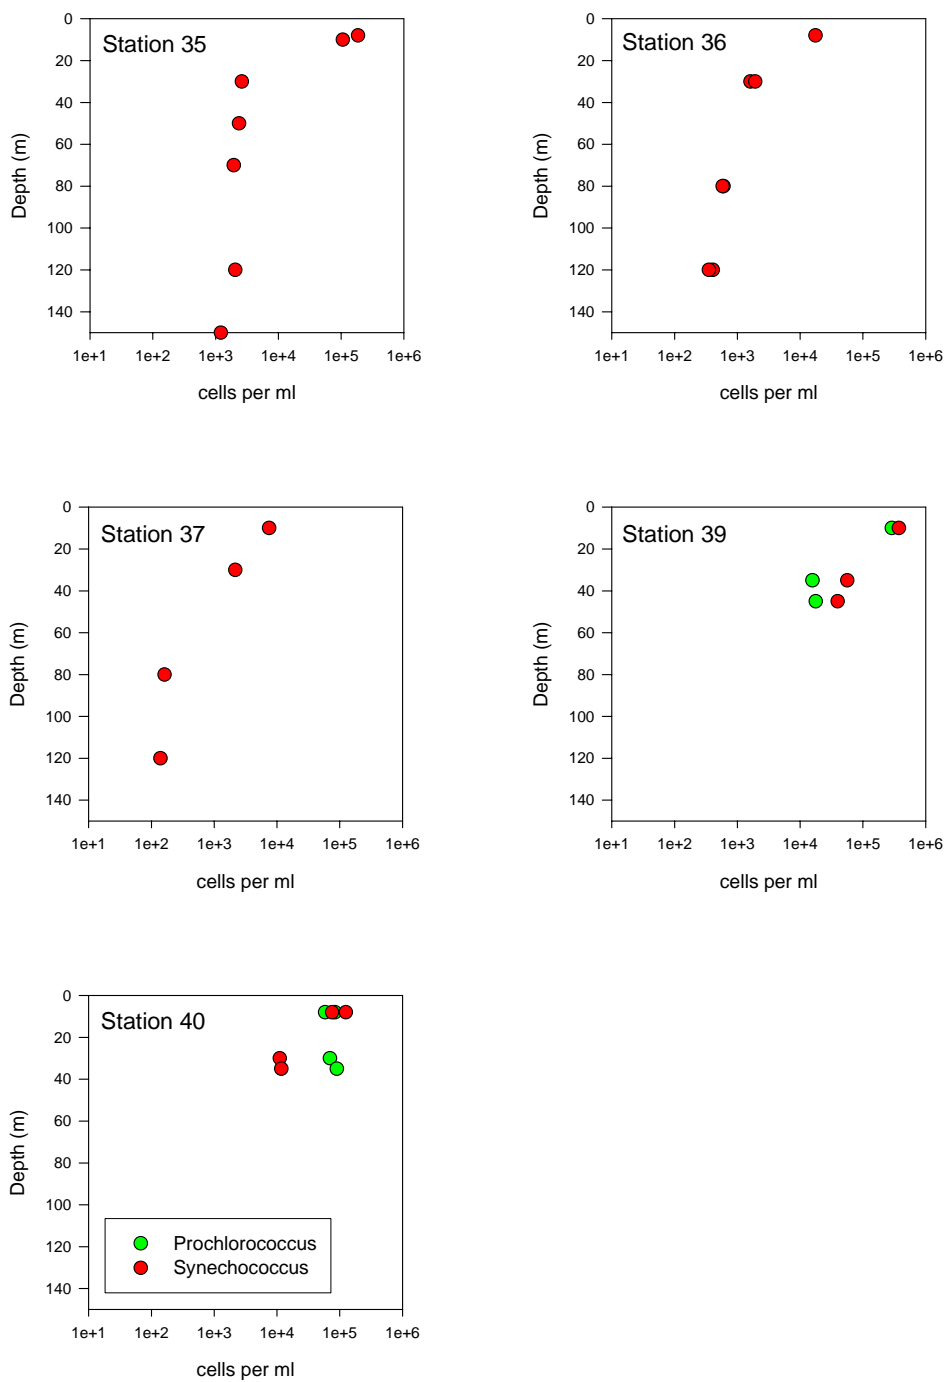 Station 35
0
20
40
60
80
100
120
140
Depth (m)
1e+1 1e+2 1e+3 1e+4 1e+5 1e+6
cells per ml
Station 36
0
20
40
60
80
100
120
140
Depth (m)
1e+1 1e+2 1e+3 1e+4 1e+5 1e+6
cells per ml
Station 37
0
20
40
60
80
100
120
140
Depth (m)
1e+1 1e+2 1e+3 1e+4 1e+5 1e+6
cells per ml
Station 39
0
20
40
60
80
100
120
140
Depth (m)
1e+1 1e+2 1e+3 1e+4 1e+5 1e+6
cells per ml
Station 40
0
20
40
60
80
100
120
140
Depth (m)
Prochlorococcus
Synechococcus
1e+1 1e+2 1e+3 1e+4 1e+5 1e+6
cells per ml